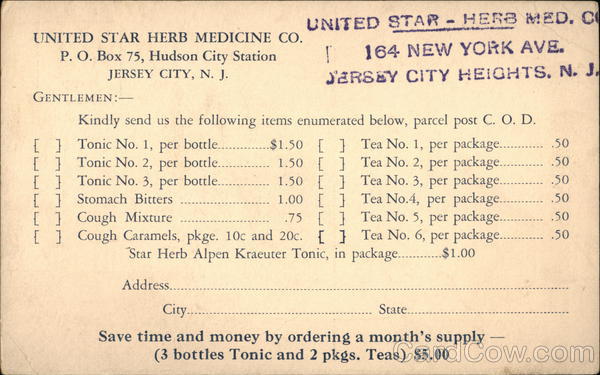 UNITED STAR HERB MEDICINE CO.
P. O. Box 75, Hudson City Station
JERSEY CITY, N. J.
UNITED STAR - HERB MED. CO
164 NEW YORK AVE.
JERSEY CITY HEIGHTS, N. J.
GENTLEMEN:—
Kindly send us the following items enumerated below, parcel post C. O. D.
[ ] Tonic No. 1, per bottle............$1.50 [ ] Tea No. 1, per package........... .50
[ ] Tonic No. 2, per bottle............ 1.50 [ ] Tea No. 2, per package........... .50
[ ] Tonic No. 3, per bottle............ 1.50 [ ] Tea No. 3, per package........... .50
[ ] Stomach Bitters ..................... 1.00 [ ] Tea No.4, per package........... .50
[ ] Cough Mixture ..................... .75 [ ] Tea No. 5, per package........... .50
[ ] Cough Caramels, pkge. 10c and 20c. [ ] Tea No. 6, per package........... .50
Star Herb Alpen Kraeuter Tonic, in package...........$1.00
Address
City State
Save time and money by ordering a month's supply —
(3 bottles Tonic and 2 pkgs. Teas) $5.00
CardCow.com